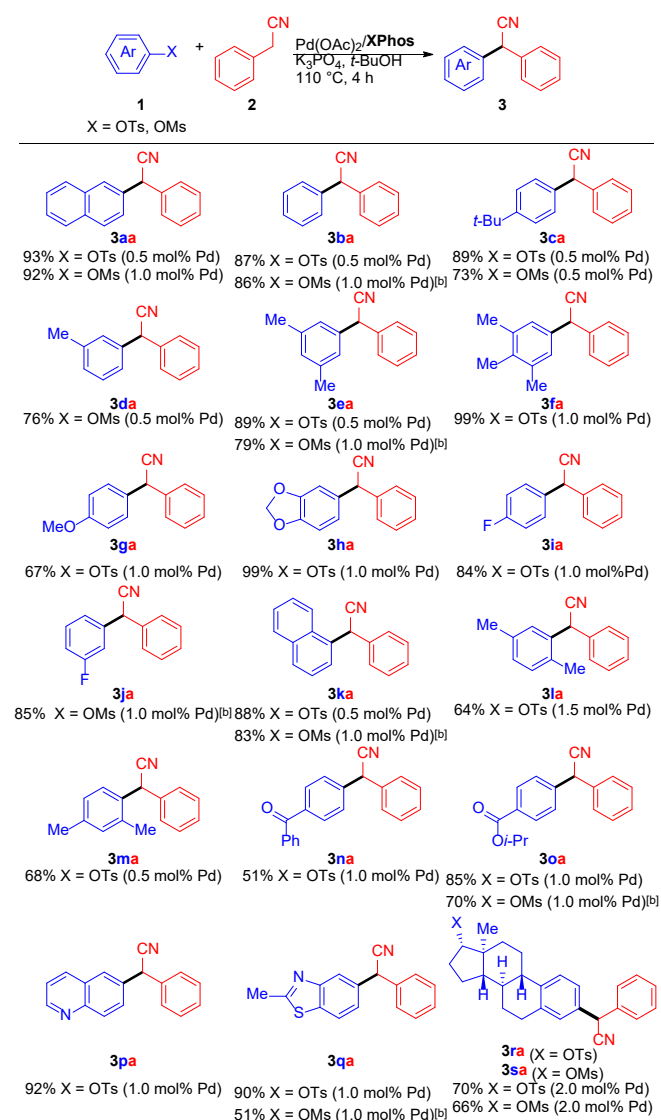 CN
X
Ar
+
CN
Pd(OAc)2/XPhos
K3PO4, t-BuOH
110 °C, 4 h
CN
Ar
1
2
3
X = OTs, OMs
CN
3aa
93% X = OTs (0.5 mol% Pd)
92% X = OMs (1.0 mol% Pd)
CN
3ba
87% X = OTs (0.5 mol% Pd)
86% X = OMs (1.0 mol% Pd)[b]
CN
t-Bu
3ca
89% X = OTs (0.5 mol% Pd)
73% X = OMs (0.5 mol% Pd)
CN
Me
3da
76% X = OMs (0.5 mol% Pd)
CN
Me
Me
3ea
89% X = OTs (0.5 mol% Pd)
79% X = OMs (1.0 mol% Pd)[b]
CN
Me
Me
Me
3fa
99% X = OTs (1.0 mol% Pd)
CN
MeO
3ga
67% X = OTs (1.0 mol% Pd)
CN
O
O
3ha
99% X = OTs (1.0 mol% Pd)
CN
F
3ia
84% X = OTs (1.0 mol%Pd)
CN
F
3ja
85% X = OMs (1.0 mol% Pd)[b]
CN
3ka
88% X = OTs (0.5 mol% Pd)
83% X = OMs (1.0 mol% Pd)[b]
CN
Me
Me
3la
64% X = OTs (1.5 mol% Pd)
CN
Me
Me
3ma
68% X = OTs (0.5 mol% Pd)
CN
O
Ph
3na
51% X = OTs (1.0 mol% Pd)
CN
O
Oi-Pr
3oa
85% X = OTs (1.0 mol% Pd)
70% X = OMs (1.0 mol% Pd)[b]
CN
N
3pa
92% X = OTs (1.0 mol% Pd)
CN
N
Me
S
3qa
90% X = OTs (1.0 mol% Pd)
51% X = OMs (1.0 mol% Pd)[b]
X
Me
H
H
H
CN
3ra (X = OTs)
3sa (X = OMs)
70% X = OTs (2.0 mol% Pd)
66% X = OMs (2.0 mol% Pd)